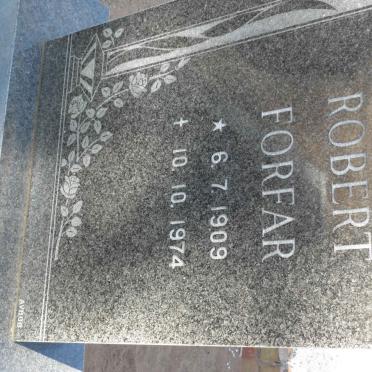 ROBERT
FORFAR
★ 6.7.1909
✝ 10.10.1974